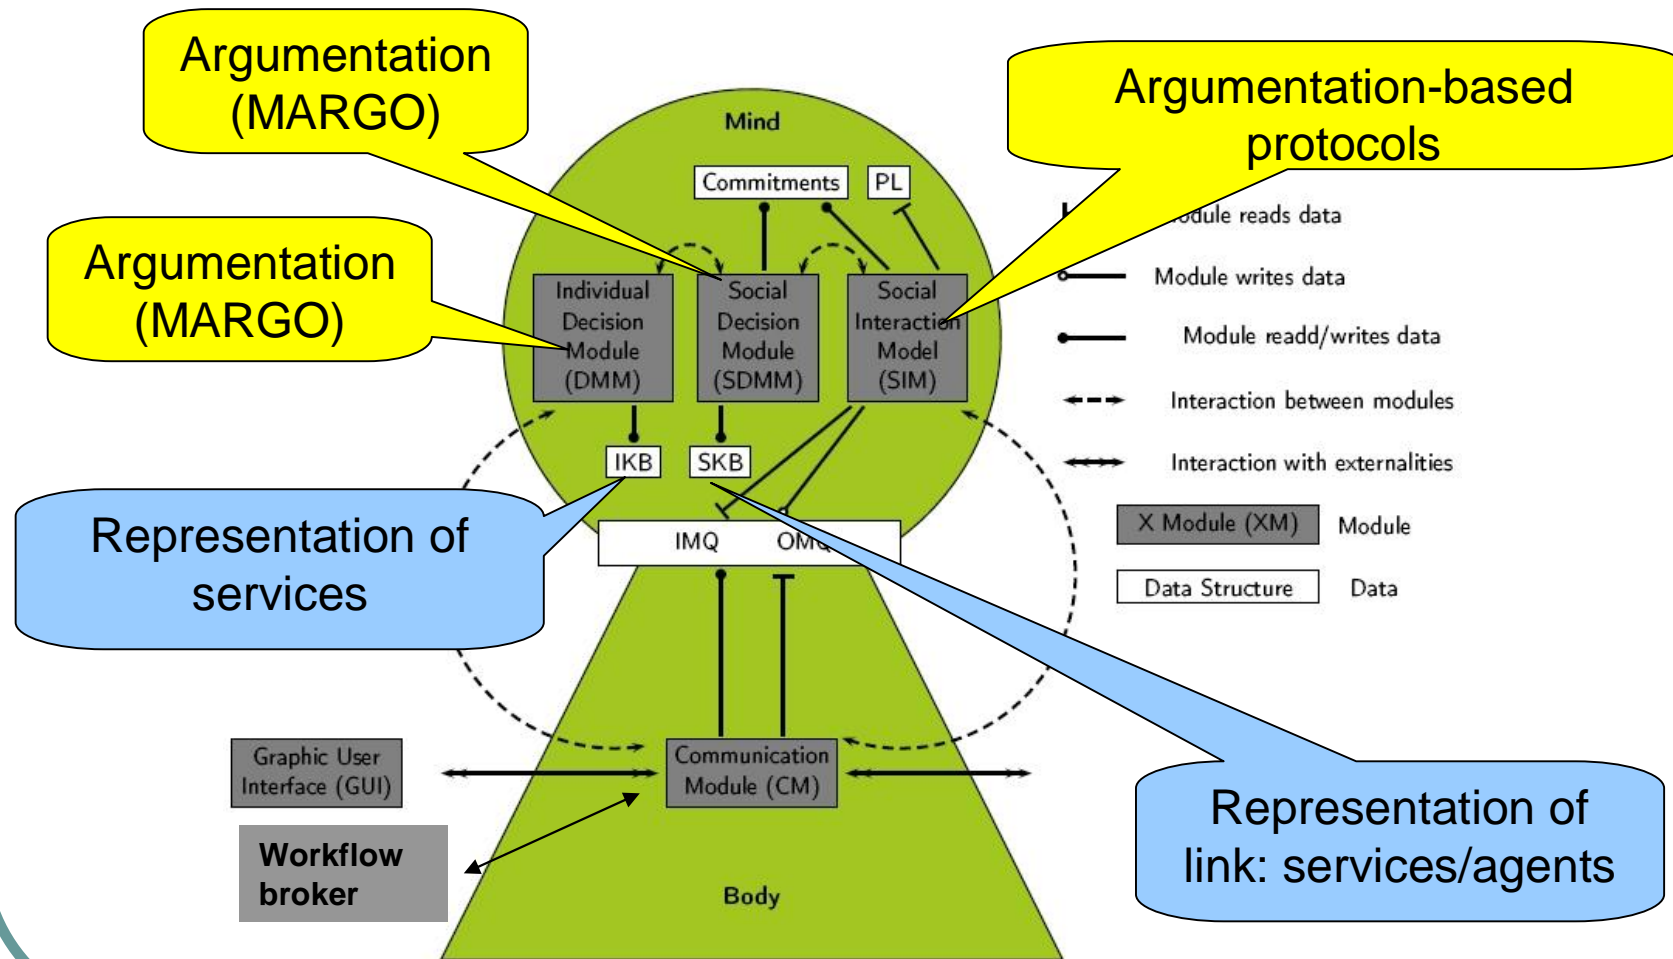 Argumentation
(MARGO)
Argumentation-based
protocols
Mind
Commitments
PL
module reads data
Argumentation
(MARGO)
Individual
Decision
Module
(DMM)
Social
Decision
Module
(SDMM)
Social
Interaction
Model
(SIM)
Module writes data
Module readd/writes data
Interaction between modules
IKB
SKB
Interaction with externalities
Representation of
services
IMQ
OMQ
X Module (XM)
Module
Data Structure
Data
Graphic User
Interface (GUI)
Communication
Module (CM)
Representation of
link: services/agents
Workflow
broker
Body